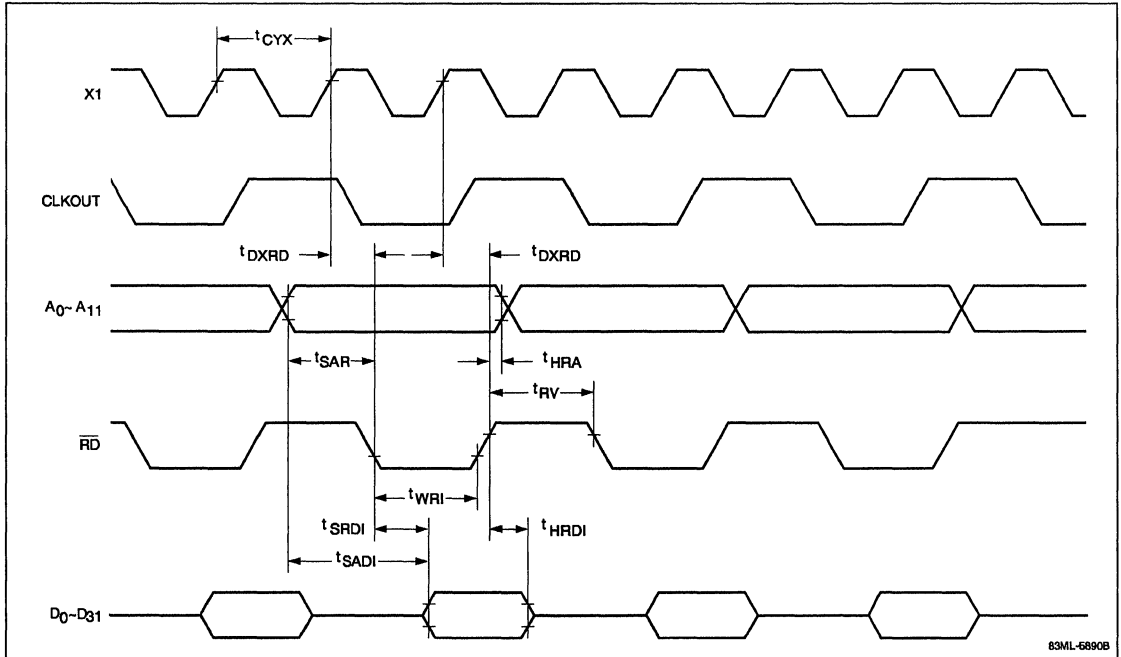 tCYX
X1
CLKOUT
tDXRD tDXRD
A0~A11
tSAR tHRA
tRV
RD
tWRI
tSRDI tHRDI
tSADI
D0~D31
83ML-5890B